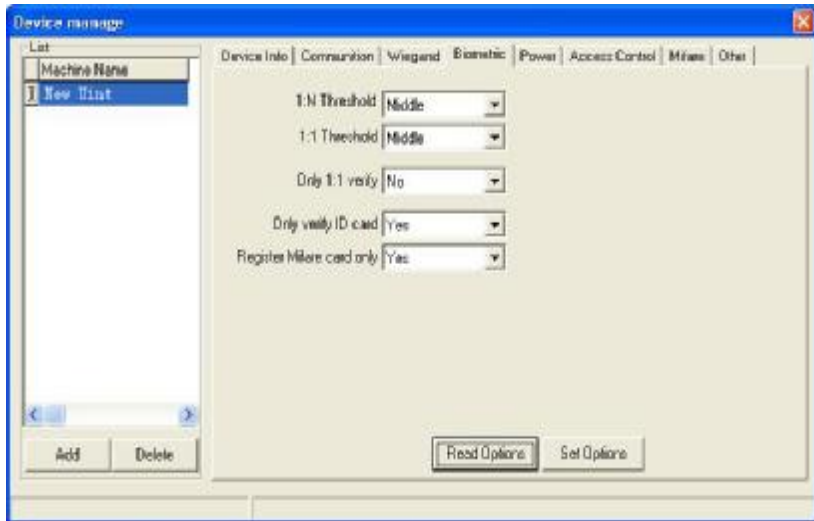 Device manage
List
Machine Name
1 New Uint
Add
Delete
Device Info
Communition
Wiegand
Biometric
Power
Access Control
Mifare
Other
1:N Threshold Middle
1:1 Threshold Middle
Only 1:1 verify No
Only verify ID card Yes
Register Mifare card only Yes
Read Options
Set Options